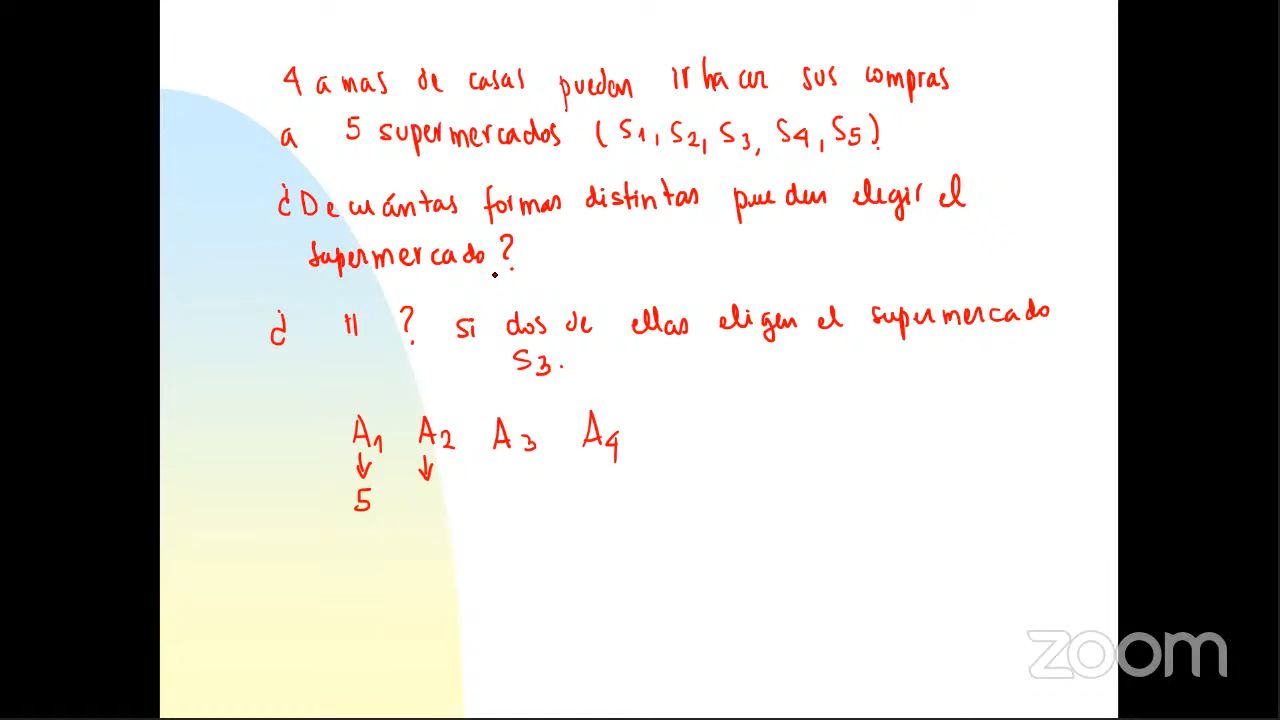 4 amas de casas pueden ir hacer sus compras
a 5 supermercados (S1, S2, S3, S4, S5).
¿De cuántas formas distintas pueden elegir el
supermercado?
¿ " ? si dos de ellas eligen el supermercado
S3.
A1 A2 A3 A4
↓ ↓
5
zoom